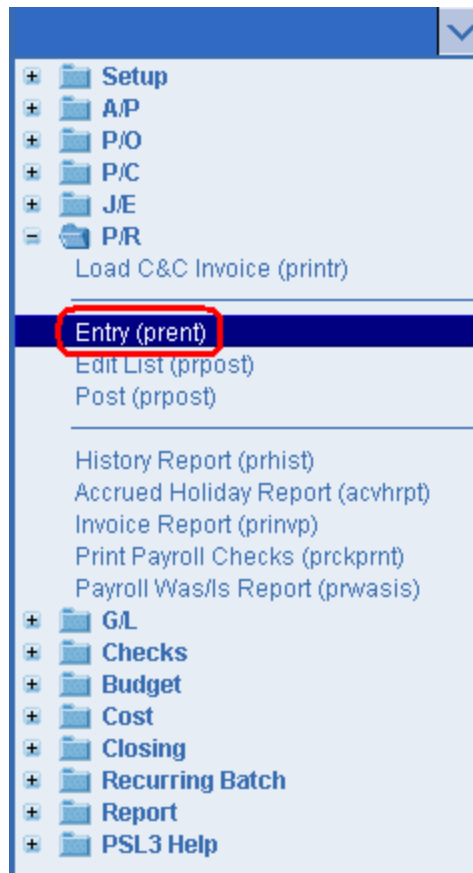 Setup
A/P
P/O
P/C
J/E
P/R
Load C&C Invoice (printr)
Entry (prent)
Edit List (prpost)
Post (prpost)
History Report (prhist)
Accrued Holiday Report (acvhrpt)
Invoice Report (prinvp)
Print Payroll Checks (prckprnt)
Payroll Was/Is Report (prwasis)
G/L
Checks
Budget
Cost
Closing
Recurring Batch
Report
PSL3 Help